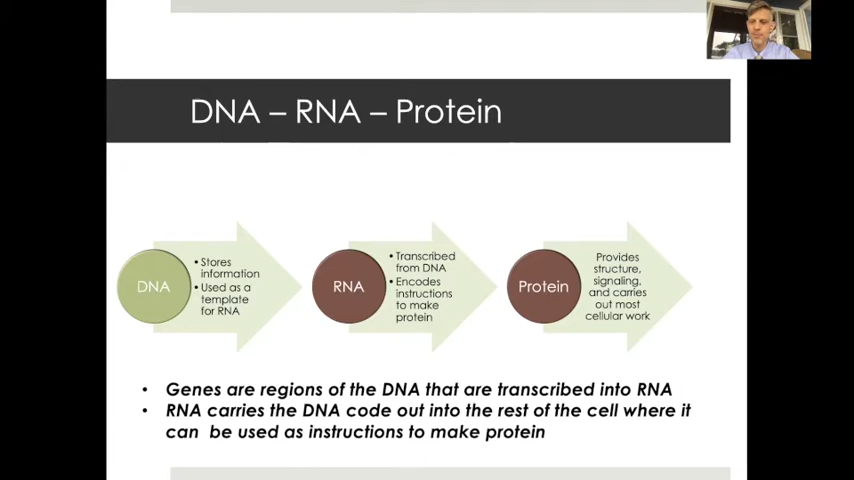 DNA – RNA – Protein
DNA
• Stores
information
• Used as a
template
for RNA
RNA
• Transcribed
from DNA
• Encodes
instructions
to make
protein
Protein
Provides
structure,
signaling,
and carries
out most
cellular work
• Genes are regions of the DNA that are transcribed into RNA
• RNA carries the DNA code out into the rest of the cell where it
can be used as instructions to make protein